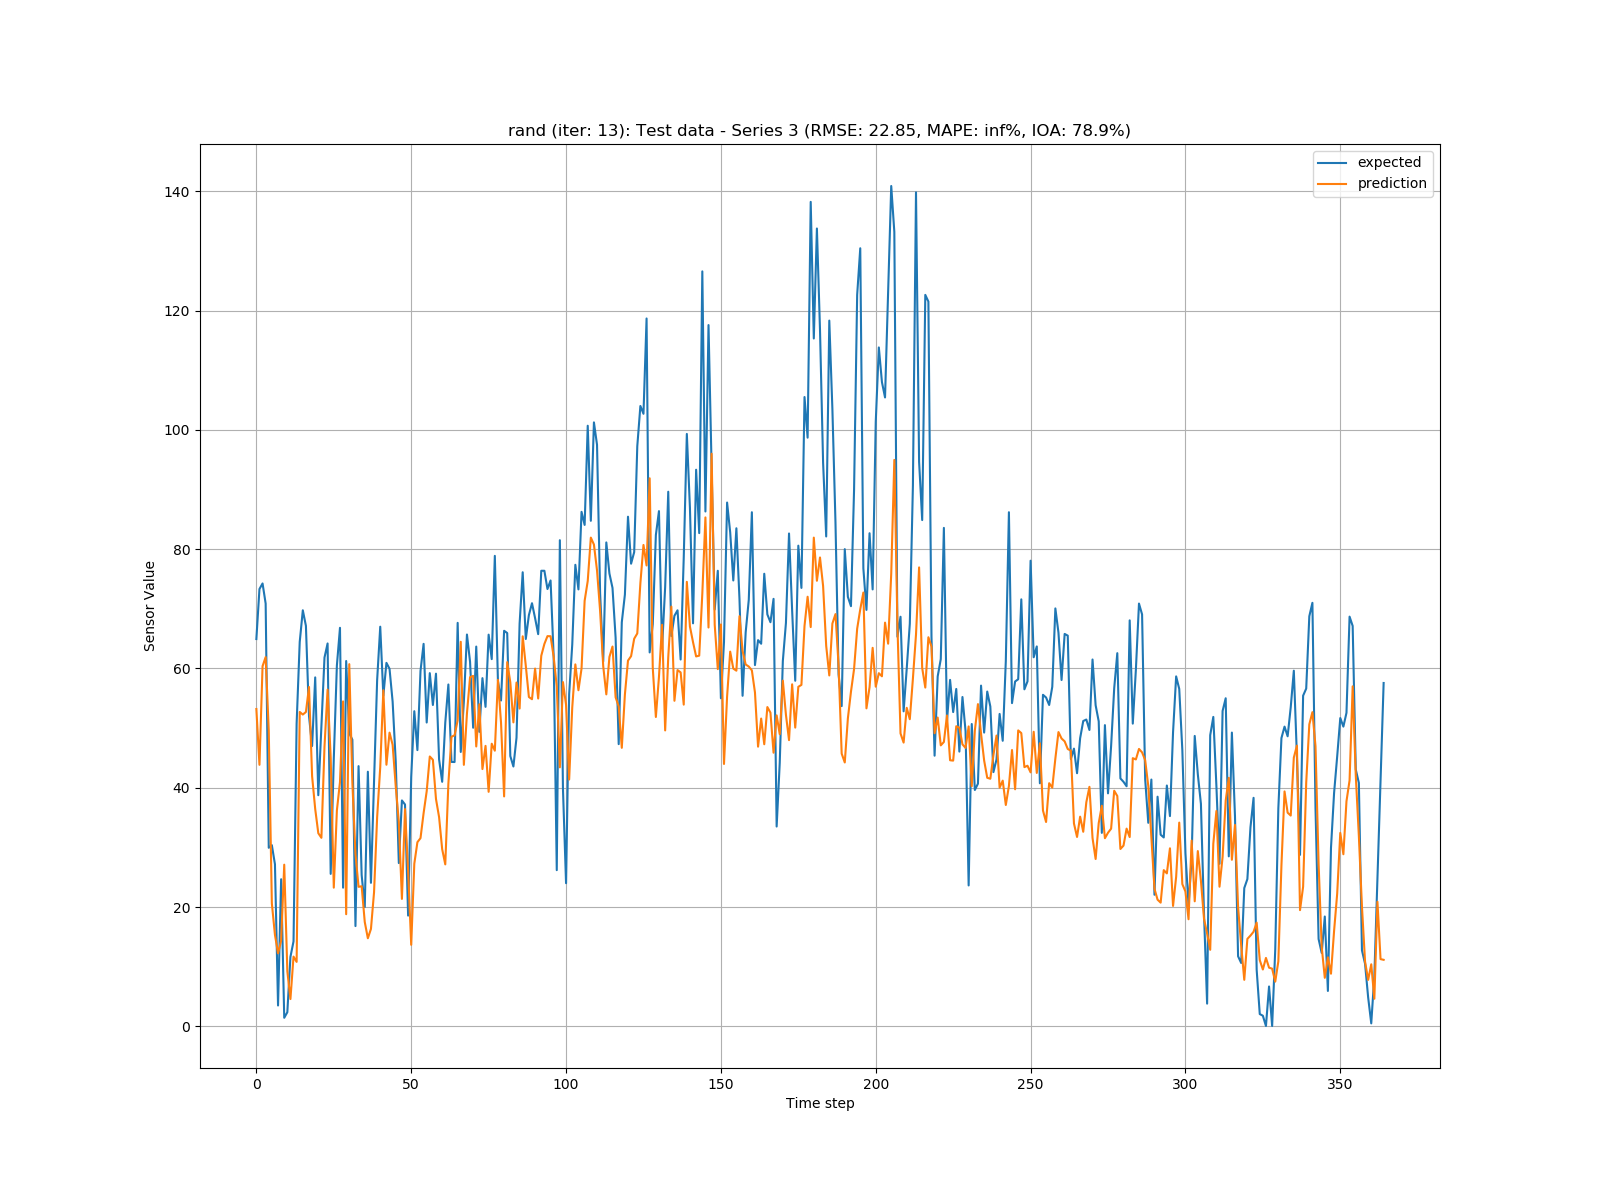 rand (iter: 13): Test data - Series 3 (RMSE: 22.85, MAPE: inf%, IOA: 78.9%)
expected
prediction
140
120
100
80
60
40
20
0
Sensor Value
0 50 100 150 200 250 300 350
Time step